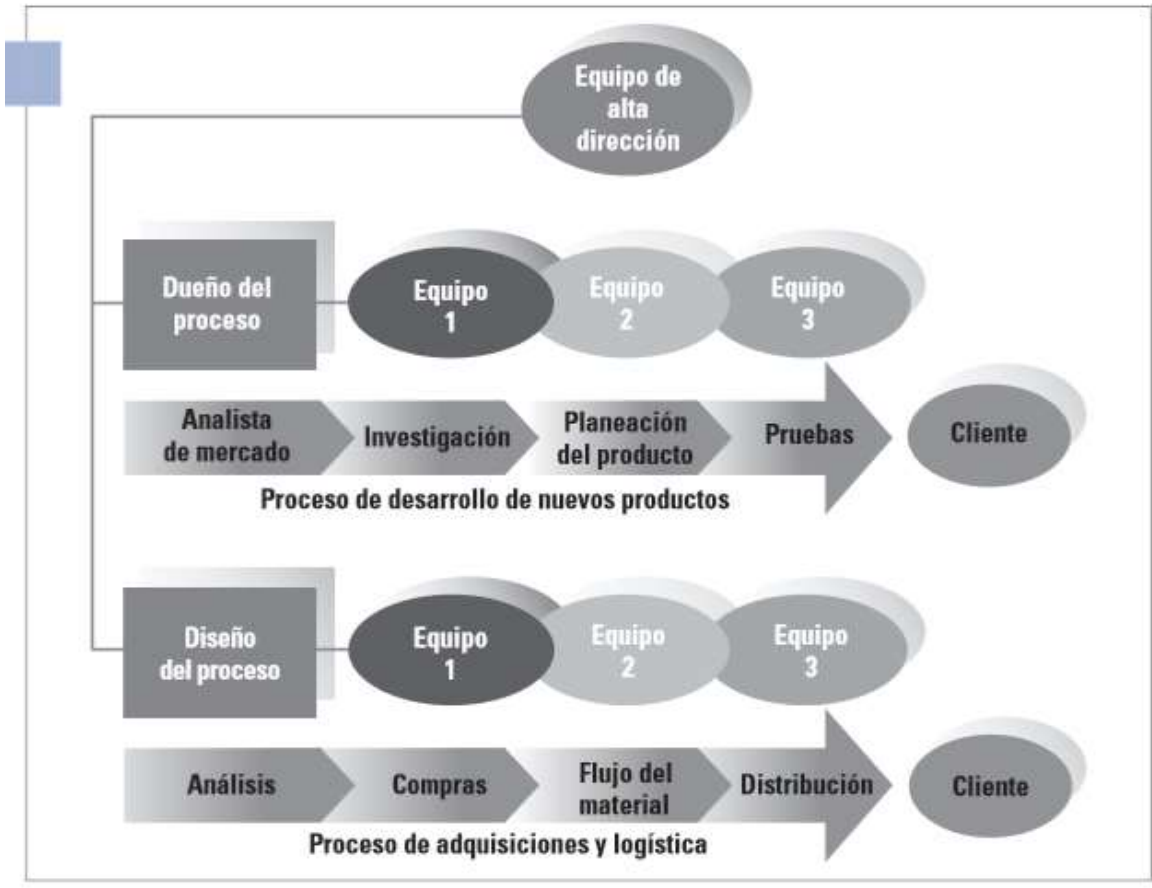 Equipo de
alta
dirección
Dueño del
proceso
Equipo
1
Equipo
2
Equipo
3
Analista
de mercado
Investigación
Planeación
del producto
Pruebas
Cliente
Proceso de desarrollo de nuevos productos
Diseño
del proceso
Equipo
1
Equipo
2
Equipo
3
Análisis
Compras
Flujo del
material
Distribución
Cliente
Proceso de adquisiciones y logística